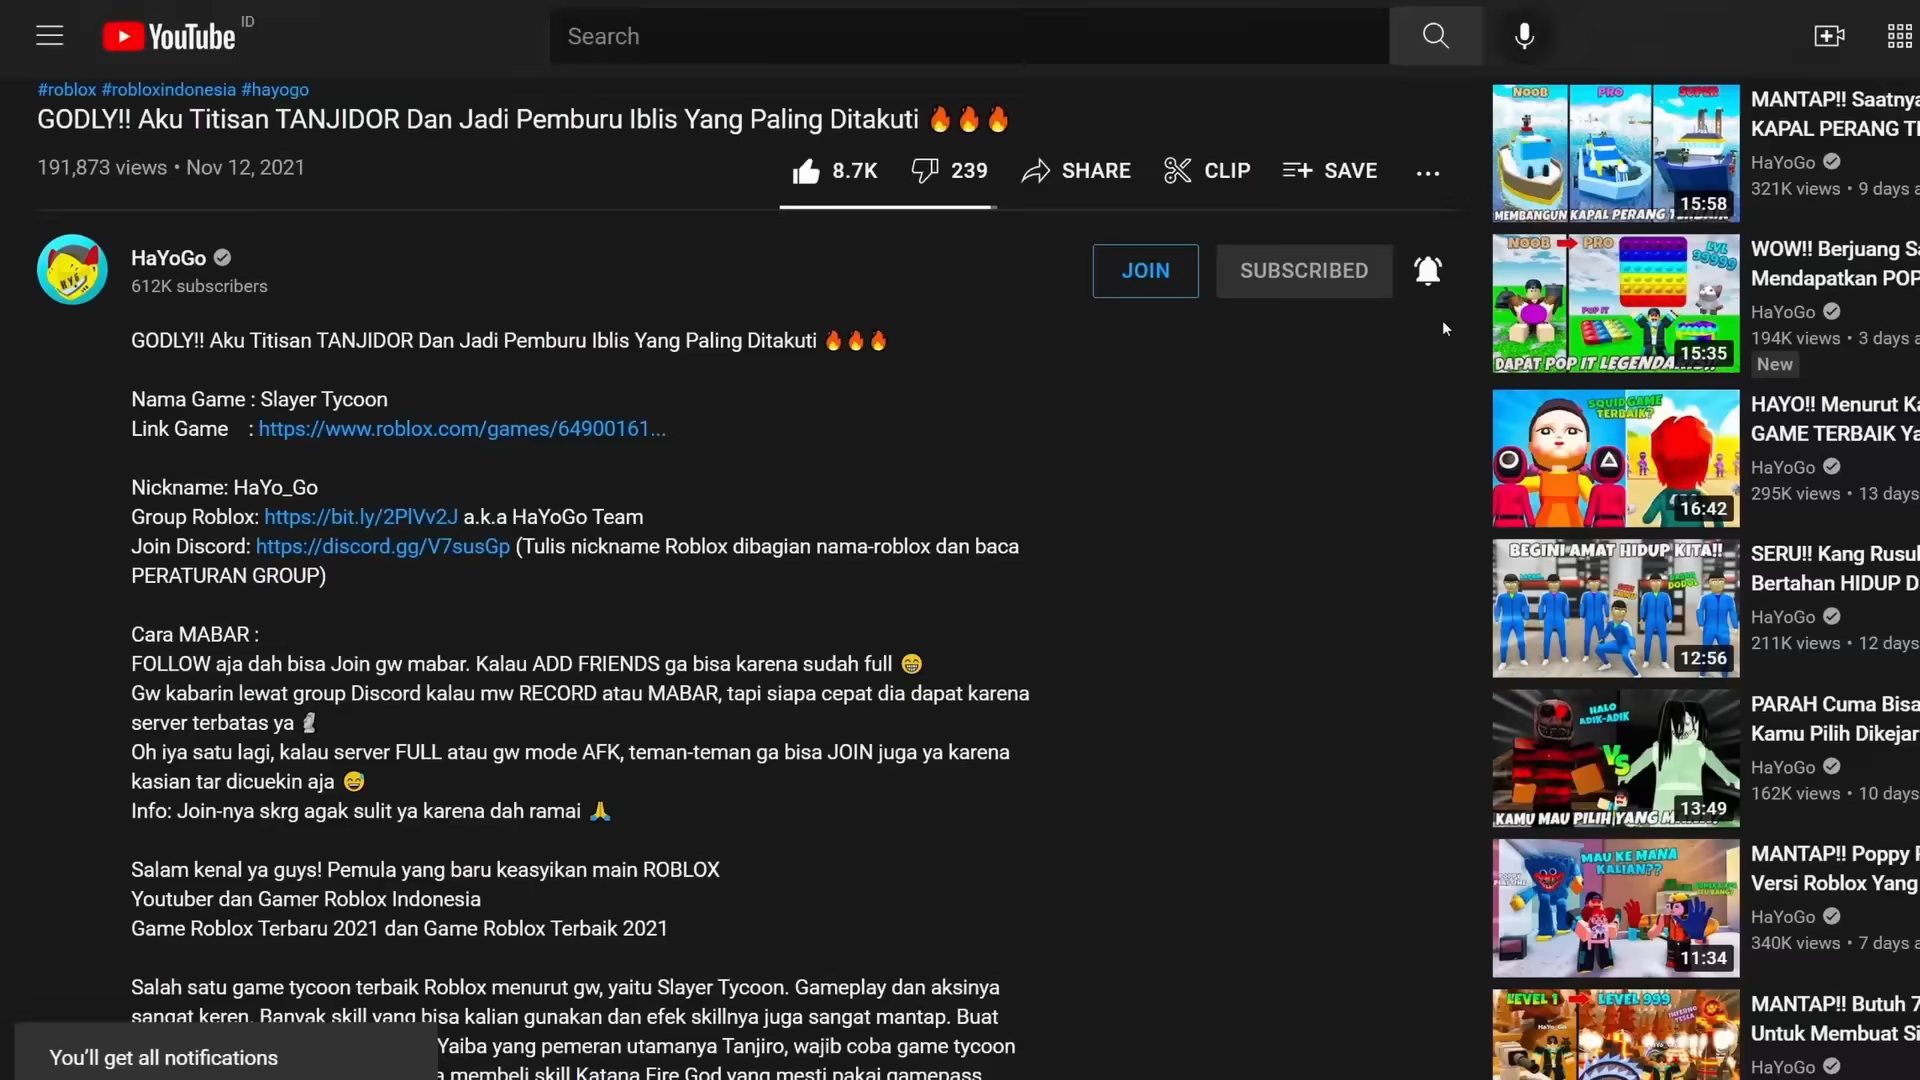 YouTube ID
Search
#roblox #robloxindonesia #hayogo
GODLY!! Aku Titisan TANJIDOR Dan Jadi Pemburu Iblis Yang Paling Ditakuti 🔥🔥🔥
191,873 views • Nov 12, 2021
8.7K
239
SHARE
CLIP
SAVE
HaYoGo
612K subscribers
JOIN
SUBSCRIBED
GODLY!! Aku Titisan TANJIDOR Dan Jadi Pemburu Iblis Yang Paling Ditakuti 🔥🔥🔥
Nama Game : Slayer Tycoon
Link Game : https://www.roblox.com/games/64900161...
Nickname: HaYo_Go
Group Roblox: https://bit.ly/2PlVv2J a.k.a HaYoGo Team
Join Discord: https://discord.gg/V7susGp (Tulis nickname Roblox dibagian nama-roblox dan baca
PERATURAN GROUP)
Cara MABAR :
FOLLOW aja dah bisa Join gw mabar. Kalau ADD FRIENDS ga bisa karena sudah full 😁
Gw kabarin lewat group Discord kalau mw RECORD atau MABAR, tapi siapa cepat dia dapat karena
server terbatas ya
Oh iya satu lagi, kalau server FULL atau gw mode AFK, teman-teman ga bisa JOIN juga ya karena
kasian tar dicuekin aja 😅
Info: Join-nya skrg agak sulit ya karena dah ramai 🙏
Salam kenal ya guys! Pemula yang baru keasyikan main ROBLOX
Youtuber dan Gamer Roblox Indonesia
Game Roblox Terbaru 2021 dan Game Roblox Terbaik 2021
Salah satu game tycoon terbaik Roblox menurut gw, yaitu Slayer Tycoon. Gameplay dan aksinya
sangat keren. Banyak skill yang bisa kalian gunakan dan efek skillnya juga sangat mantap. Buat
Yaiba yang pemeran utamanya Tanjiro, wajib coba game tycoon
membeli skill Katana Fire God yang mesti pakai gamepass
You'll get all notifications
NOOB PRO SUPER
MEMBANGUN KAPAL PERANG
15:58
MANTAP!! Saatnya
KAPAL PERANG
HaYoGo
321K views • 9 days
NOOB PRO LVL 99999
POP IT
DAPAT POP IT
15:35
WOW!! Berjuang
Mendapatkan POP
HaYoGo
194K views • 3 days
New
SQUID GAME
TERBAIK?
16:42
HAYO!! Menurut
GAME TERBAIK
HaYoGo
295K views • 13 days
BEGINI AMAT HIDUP KITA!!
12:56
SERU!! Kang
Bertahan HIDUP
HaYoGo
211K views • 12 days
HALO
ADIK-ADIK
VS
KAMU MAU PILIH YANG
13:49
PARAH Cuma Bisa
Kamu Pilih Dikejar
HaYoGo
162K views • 10 days
MAU KE MANA
KALIAN??
11:34
MANTAP!! Poppy
Versi Roblox Yang
HaYoGo
340K views • 7 days
LEVEL 1 LEVEL 999
INFERNO
TESLA
HaYo_Go
MANTAP!! Butuh
Untuk Membuat
HaYoGo